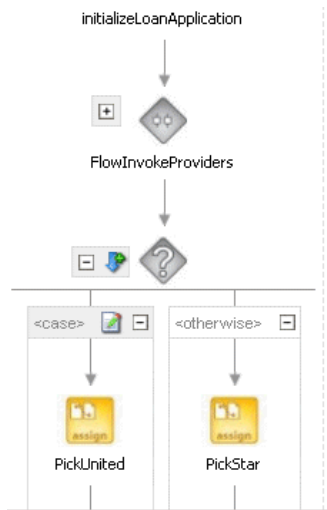 initializeLoanApplication
FlowInvokeProviders
?
<case> <otherwise>
assign assign
PickUnited PickStar